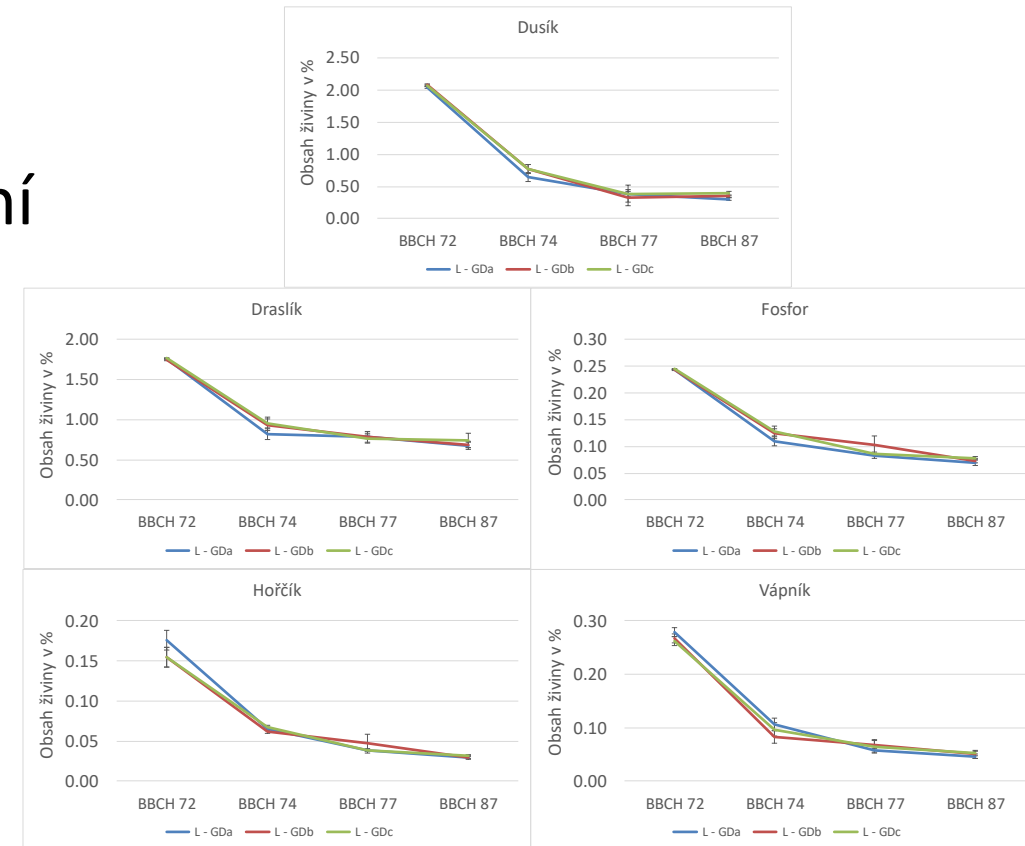 ní
Dusík
Obsah živiny v %
2.50
2.00
1.50
1.00
0.50
0.00
BBCH 72 BBCH 74 BBCH 77 BBCH 87
L - GDa L - GDb L - GDc
Draslík
Obsah živiny v %
2.00
1.50
1.00
0.50
0.00
BBCH 72 BBCH 74 BBCH 77 BBCH 87
L - GDa L - GDb L - GDc
Fosfor
Obsah živiny v %
0.30
0.25
0.20
0.15
0.10
0.05
0.00
BBCH 72 BBCH 74 BBCH 77 BBCH 87
L - GDa L - GDb L - GDc
Hořčík
Obsah živiny v %
0.20
0.15
0.10
0.05
0.00
BBCH 72 BBCH 74 BBCH 77 BBCH 87
L - GDa L - GDb L - GDc
Vápník
Obsah živiny v %
0.30
0.20
0.10
0.00
BBCH 72 BBCH 74 BBCH 77 BBCH 87
L - GDa L - GDb L - GDc